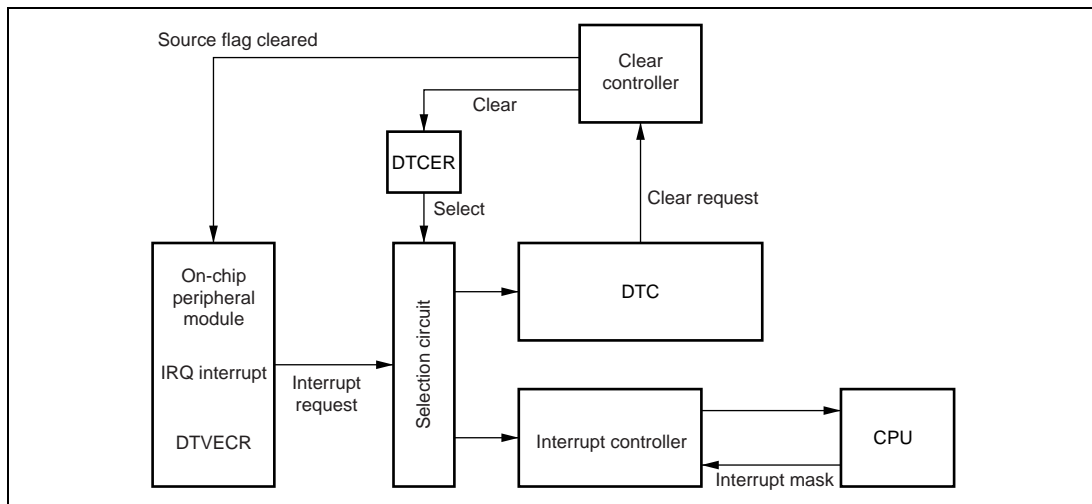 Source flag cleared
Clear
controller
Clear
DTCER
Select
Clear request
On-chip
peripheral
module
IRQ interrupt
DTVECR
Interrupt
request
Selection circuit
DTC
Interrupt controller
CPU
Interrupt mask